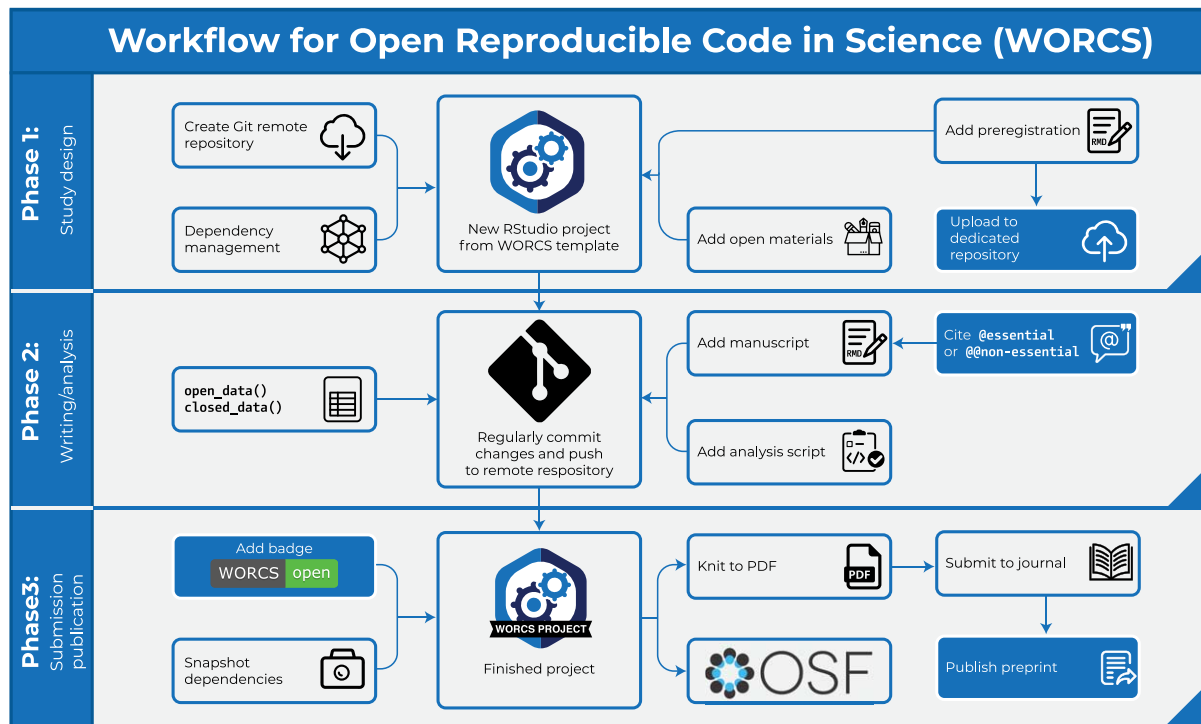 Workflow for Open Reproducible Code in Science (WORCS)
Phase 1:
Study design
Create Git remote
repository
Dependency
management
New RStudio project
from WORCS template
Add preregistration
RMD
Add open materials
Upload to
dedicated
repository
Phase 2:
Writing/analysis
open_data()
closed_data()
Regularly commit
changes and push
to remote respository
Add manuscript
RMD
Cite @essential
or @@non-essential
@"
Add analysis script
</>
Phase3:
Submission
publication
Add badge
WORCS open
Snapshot
dependencies
WORCS PROJECT
Finished project
Knit to PDF
PDF
Submit to journal
OSF
Publish preprint